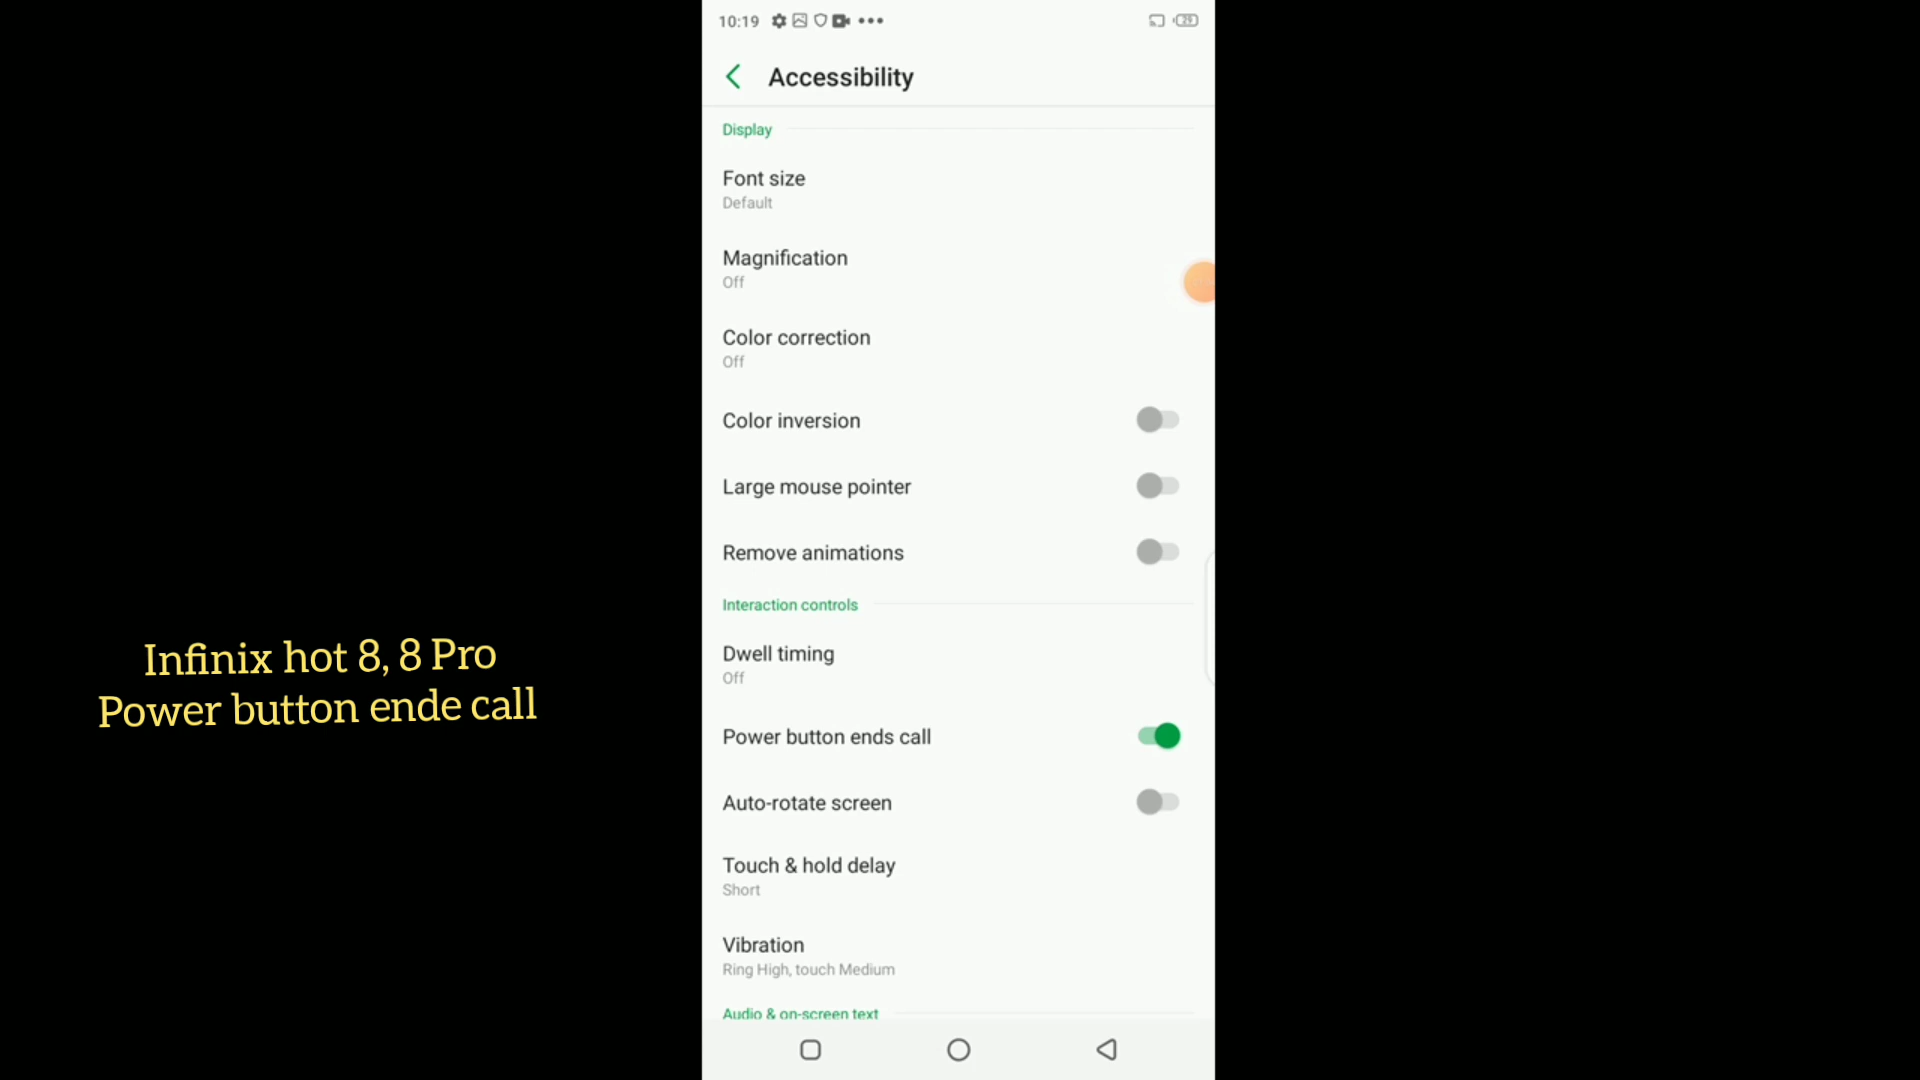 10:19
29
Accessibility
Display
Font size
Default
Magnification
Off
Color correction
Off
Color inversion
Large mouse pointer
Remove animations
Interaction controls
Dwell timing
Off
Power button ends call
Auto-rotate screen
Touch & hold delay
Short
Vibration
Ring High, touch Medium
Audio & on-screen text
Infinix hot 8, 8 Pro
Power button ende call